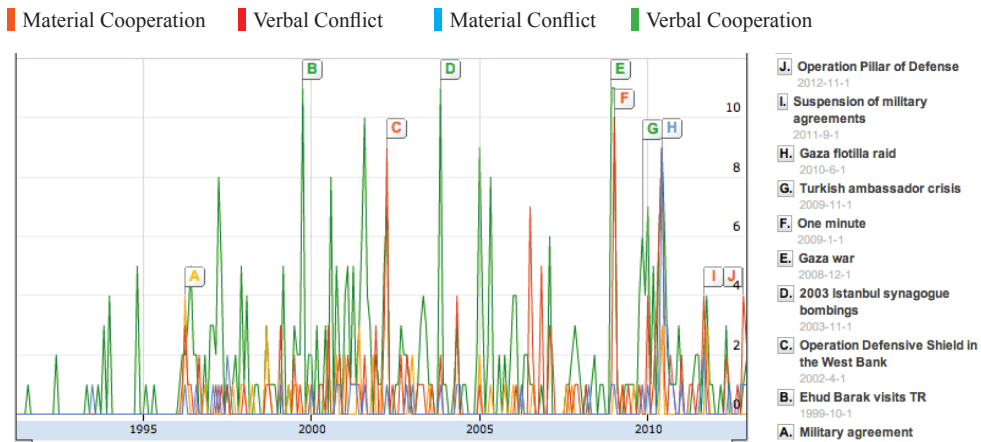 Material Cooperation Verbal Conflict Material Conflict Verbal Cooperation
B D E
F
C G H
A I J
10
8
6
4
2
0
1995 2000 2005 2010
J. Operation Pillar of Defense
2012-11-1
I. Suspension of military
agreements
2011-9-1
H. Gaza flotilla raid
2010-6-1
G. Turkish ambassador crisis
2009-11-1
F. One minute
2009-1-1
E. Gaza war
2008-12-1
D. 2003 Istanbul synagogue
bombings
2003-11-1
C. Operation Defensive Shield in
the West Bank
2002-4-1
B. Ehud Barak visits TR
1999-10-1
A. Military agreement